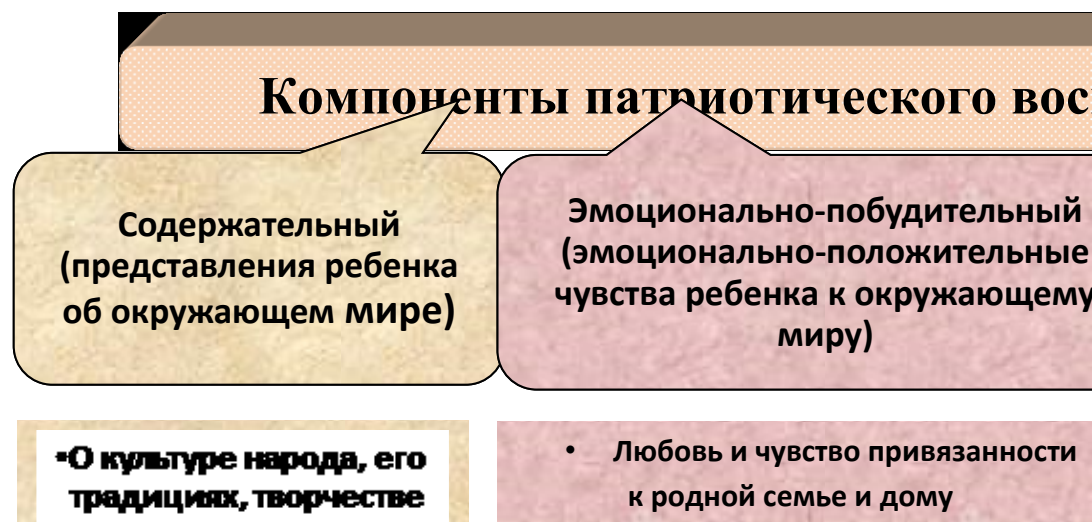 Компоненты патриотического вос
Содержательный
(представления ребенка
об окружающем мире)
Эмоционально-побудительный
(эмоционально-положительные
чувства ребенка к окружающему
миру)
•О культуре народа, его
традициях, творчестве
• Любовь и чувство привязанности
к родной семье и дому